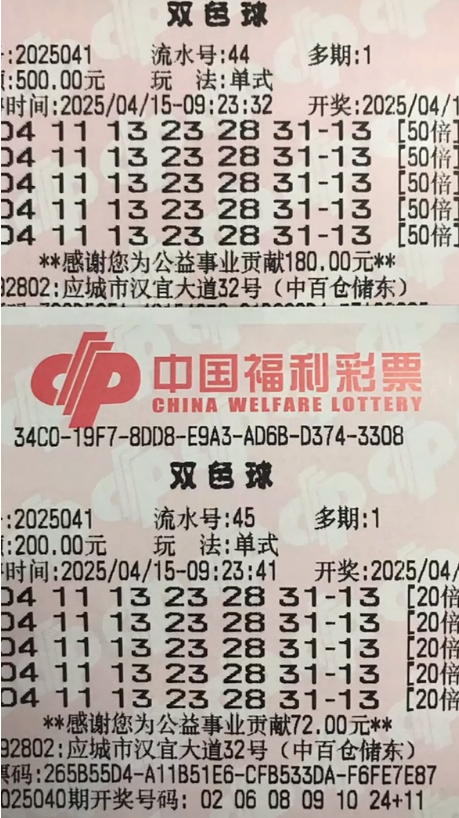 双色球
:2025041 流水号:44 多期:1
:500.00元 玩 法:单式
时间:2025/04/15-09:23:32 开奖:2025/04/1
04 11 13 23 28 31-13 [50倍]
04 11 13 23 28 31-13 [50倍]
04 11 13 23 28 31-13 [50倍]
04 11 13 23 28 31-13 [50倍]
04 11 13 23 28 31-13 [50倍]
**感谢您为公益事业贡献180.00元**
92802:应城市汉宜大道32号（中百仓储东）
中国福利彩票
CHINA WELFARE LOTTERY
34C0-19F7-8DD8-E9A3-AD6B-D374-3308
双色球
:2025041 流水号:45 多期:1
:200.00元 玩 法:单式
时间:2025/04/15-09:23:41 开奖:2025/04/
04 11 13 23 28 31-13 [20倍
04 11 13 23 28 31-13 [20倍
04 11 13 23 28 31-13 [20倍
04 11 13 23 28 31-13 [20倍
04 11 13 23 28 31-13 [20倍
**感谢您为公益事业贡献72.00元**
92802:应城市汉宜大道32号（中百仓储东）
票码:265B55D4-A11B51E6-CFB533DA-F6FE7E87
025040期开奖号码: 02 06 08 09 10 24+11